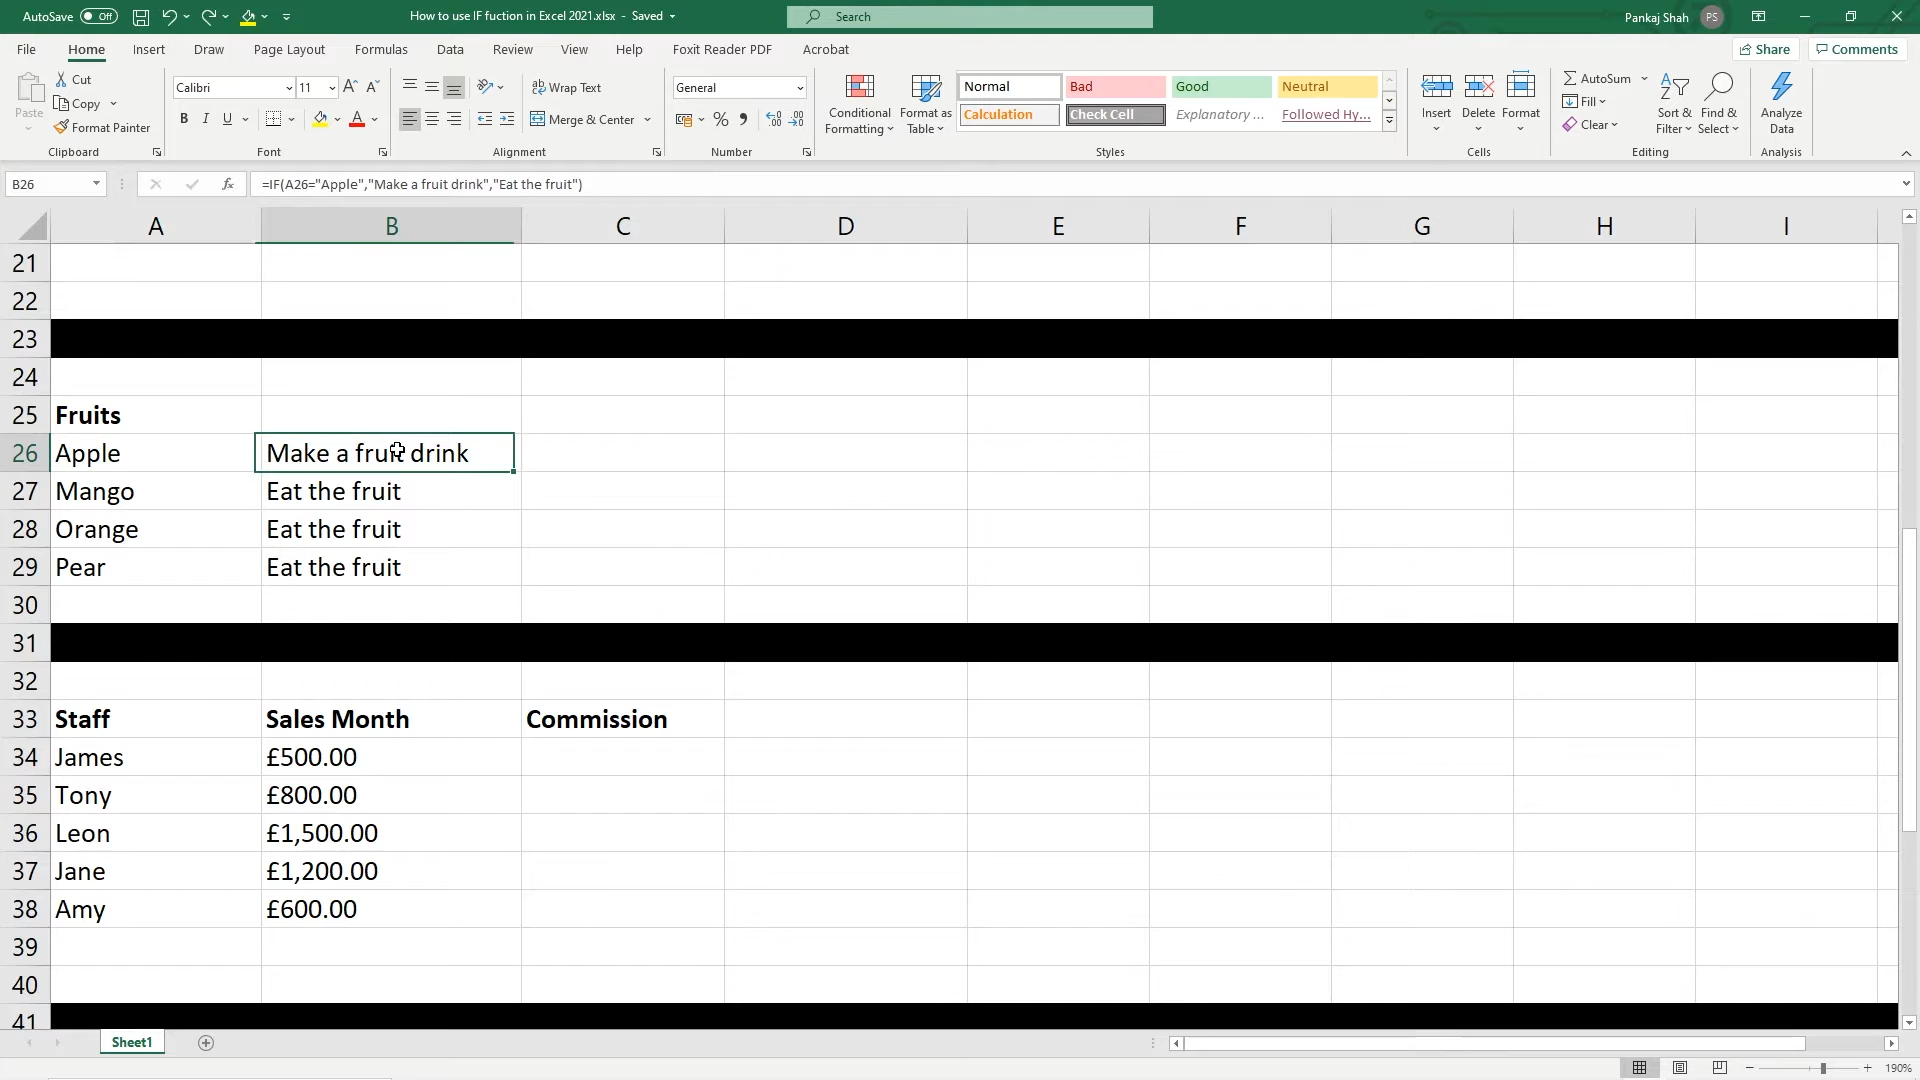 AutoSave Off How to use IF fuction in Excel 2021.xlsx - Saved Search Pankaj Shah PS
File Home Insert Draw Page Layout Formulas Data Review View Help Foxit Reader PDF Acrobat Share Comments
Paste Cut Copy Format Painter
Clipboard
Calibri 11 A^ Aˇ
B I U A
Font
Wrap Text
Merge & Center
Alignment
General
% 9
Number
Conditional Formatting
Format as Table
Normal Bad Good Neutral
Calculation Check Cell Explanatory ... Followed Hy...
Styles
Insert Delete Format
Cells
AutoSum
Fill
Clear
Sort & Filter
Find & Select
Editing
Analyze Data
Analysis
B26 fx =IF(A26="Apple","Make a fruit drink","Eat the fruit")
A B C D E F G H I
21
22
23
24
25 Fruits
26 Apple Make a fruit drink
27 Mango Eat the fruit
28 Orange Eat the fruit
29 Pear Eat the fruit
30
31
32
33 Staff Sales Month Commission
34 James £500.00
35 Tony £800.00
36 Leon £1,500.00
37 Jane £1,200.00
38 Amy £600.00
39
40
41
Sheet1
190%